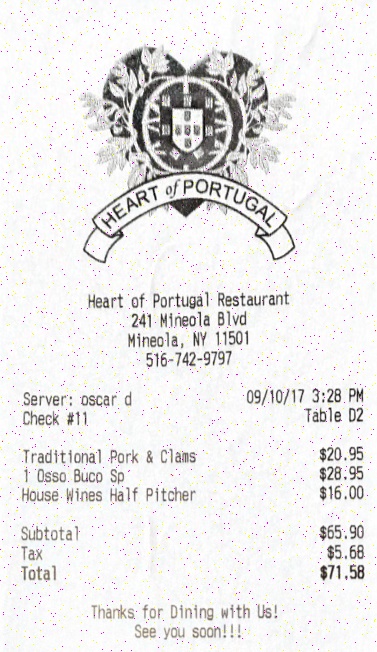 HEART of PORTUGAL
Heart of Portugal Restaurant
241 Mineola Blvd
Mineola, NY 11501
516-742-9797
Server: oscar d 09/10/17 3:28 PM
Check #11 Table D2
Traditional Pork & Clams $20.95
1 Osso Buco Sp $28.95
House Wines Half Pitcher $16.00
Subtotal $65.90
Tax $5.68
Total $71.58
Thanks for Dining with Us!
See you soon!!!